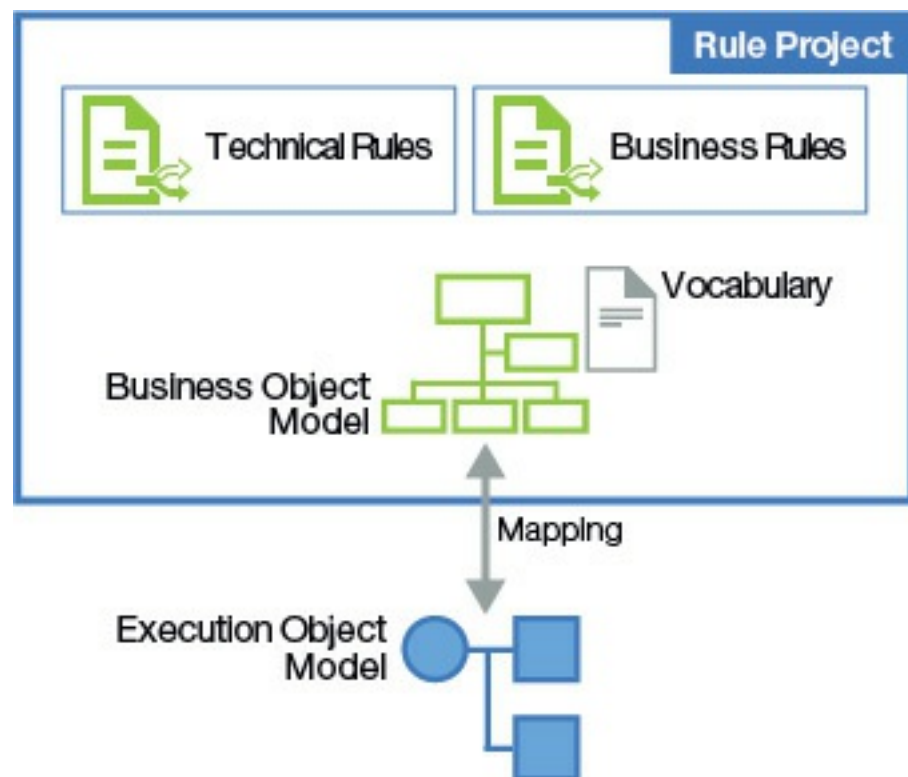 Rule Project
Technical Rules
Business Rules
Vocabulary
Business Object
Model
Mapping
Execution Object
Model